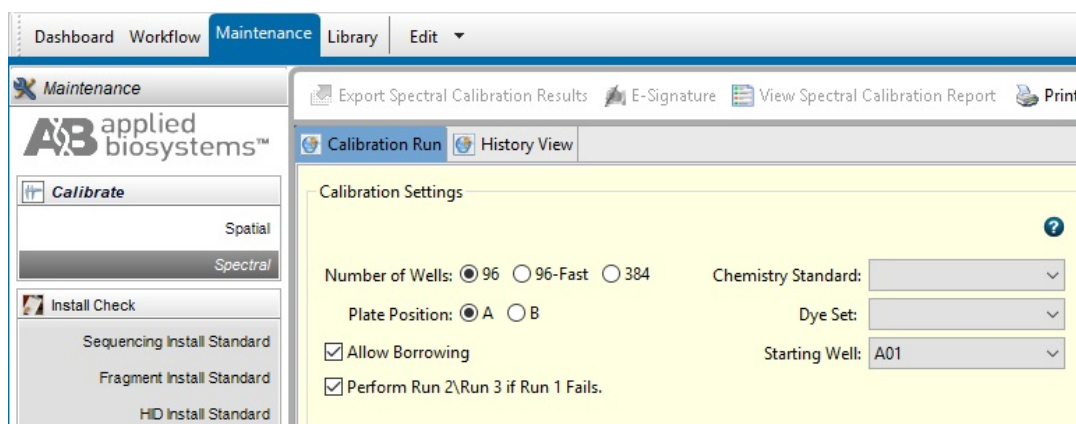 Dashboard Workflow Maintenance Library Edit
Maintenance
Export Spectral Calibration Results E-Signature View Spectral Calibration Report Print
AB applied
biosystems™
Calibration Run History View
Calibrate
Calibration Settings
Spatial
Spectral
Number of Wells: 96 96-Fast 384 Chemistry Standard:
Install Check
Plate Position: A B Dye Set:
Sequencing Install Standard
Allow Borrowing Starting Well: A01
Fragment Install Standard
Perform Run 2\Run 3 if Run 1 Fails.
HID Install Standard